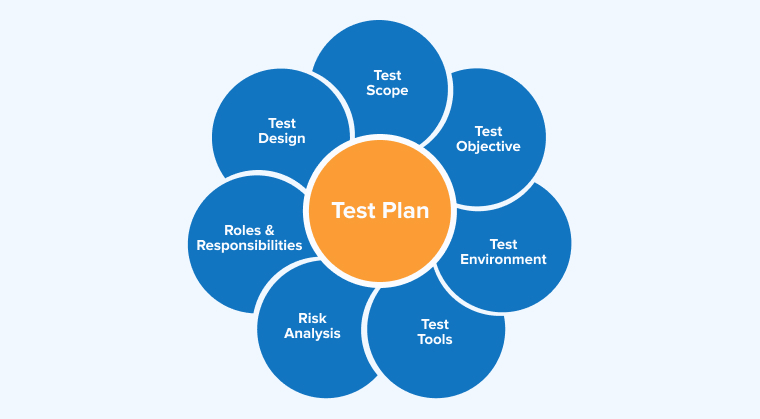 Test
Scope
Test
Objective
Test
Environment
Test
Tools
Risk
Analysis
Roles &
Responsibilities
Test
Design
Test Plan